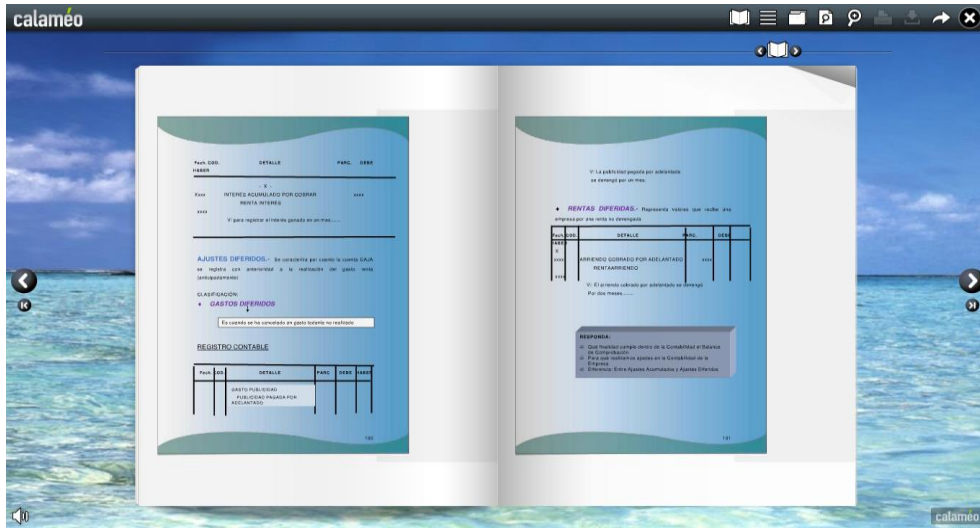 calaméo
Fech. COD. DETALLE PARC. DEBE
HABER
- X -
Xxxx INTERÉS ACUMULADO POR COBRAR xxxx
RENTA INTERES
xxxx
V/ para registrar el interés ganado en un mes.......
AJUSTES DIFERIDOS.- Se caracteriza por cuanto la cuenta CAJA
se registra con anterioridad a la realización del gasto renta
(anticipadamente)
CLASIFICACIÓN:
GASTOS DIFERIDOS
Es cuando se ha cancelado un gasto todavía no realizado
REGISTRO CONTABLE
Fech. COD. DETALLE PARC. DEBE HABER
GASTO PUBLICIDAD
PUBLICIDAD PAGADA POR
ADELANTADO
130
V/ La publicidad pagada por adelantado
se devengó por un mes.
RENTAS DIFERIDAS.- Representa valores que recibe una
empresa por una renta no devengada.
Fech. COD. DETALLE PARC. DEBE
HABER
X
xxxx ARRIENDO COBRADO POR ADELANTADO xxxx
RENTA ARRIENDO
xxxx
V/: El arriendo cobrado por adelantado se devengó
Por dos meses.......
RESPONDA:
Qué finalidad cumple dentro de la Contabilidad el Balance
de Comprobación
Para qué realizamos ajustes en la Contabilidad de la
Empresa
Diferencia: Entre Ajustes Acumulados y Ajustes Diferidos
131
calaméo